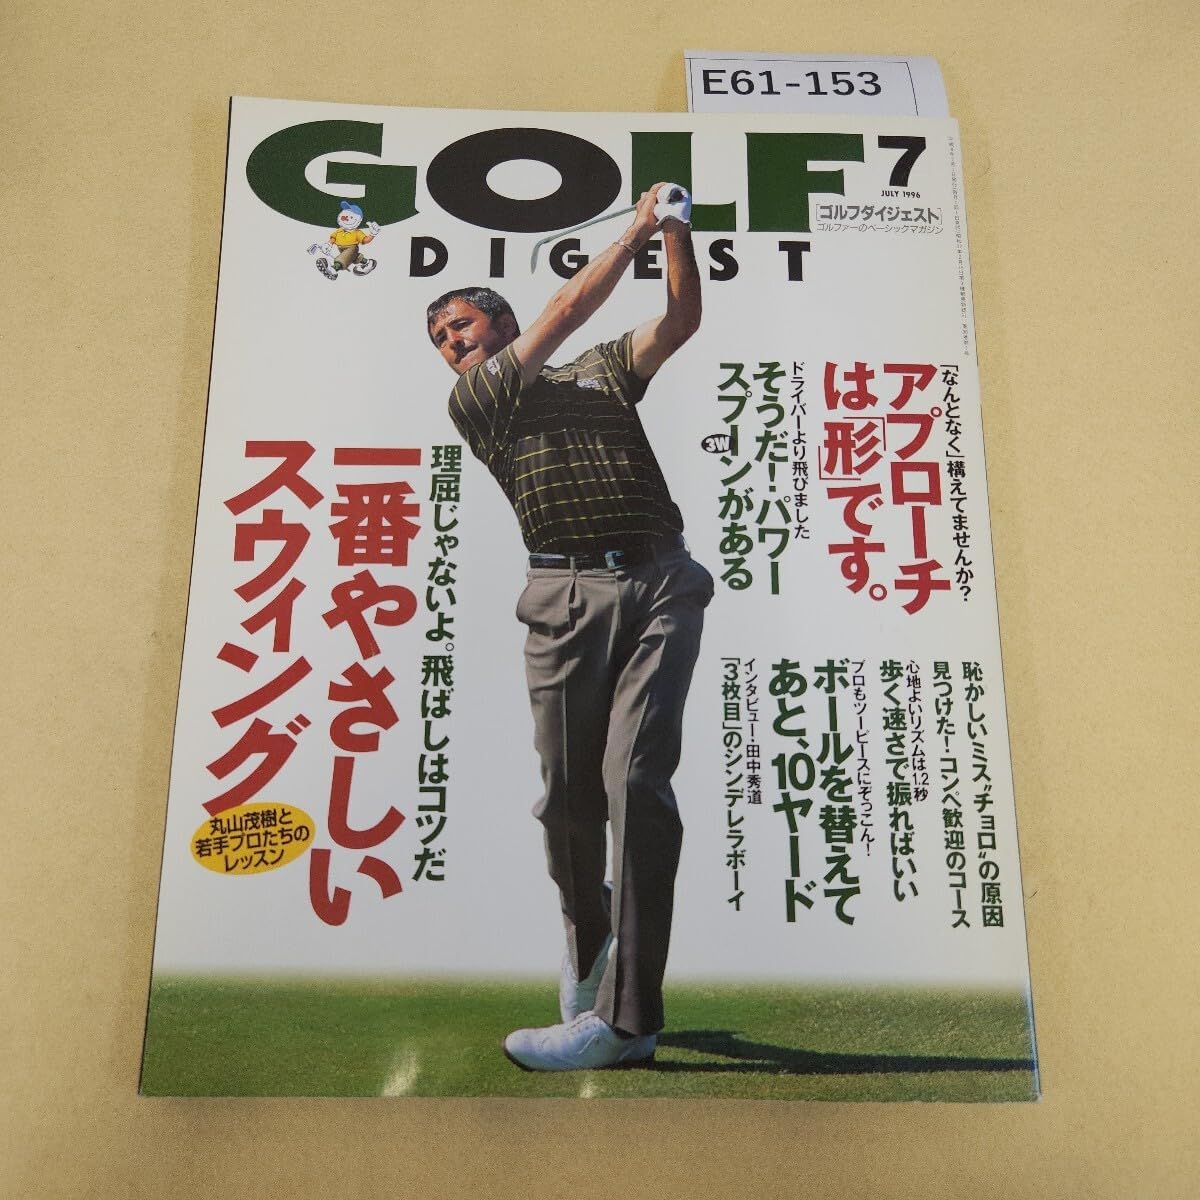 E61-153
GOLF
DIGEST
7
JULY 1996
[ゴルフダイジェスト]
ゴルファーのベーシックマガジン
「なんとなく」構えてませんか?
アプローチ
は「形」です。
ドライバーより飛びました
そうだ!パワー
スプーンがある
3W
恥かしいミス“チョロ”の原因
見つけた!コンペ歓迎のコース
心地よいリズムは1.2秒
歩く速さで振ればいい
プロもツーピースにぞっこん!
ボールを替えて
あと、10ヤード
インタビュー・田中秀道
「3枚目」のシンデレラボーイ
理屈じゃないよ。飛ばしはコツだ
一番やさしい
スウィング
丸山茂樹と
若手プロたちの
レッスン